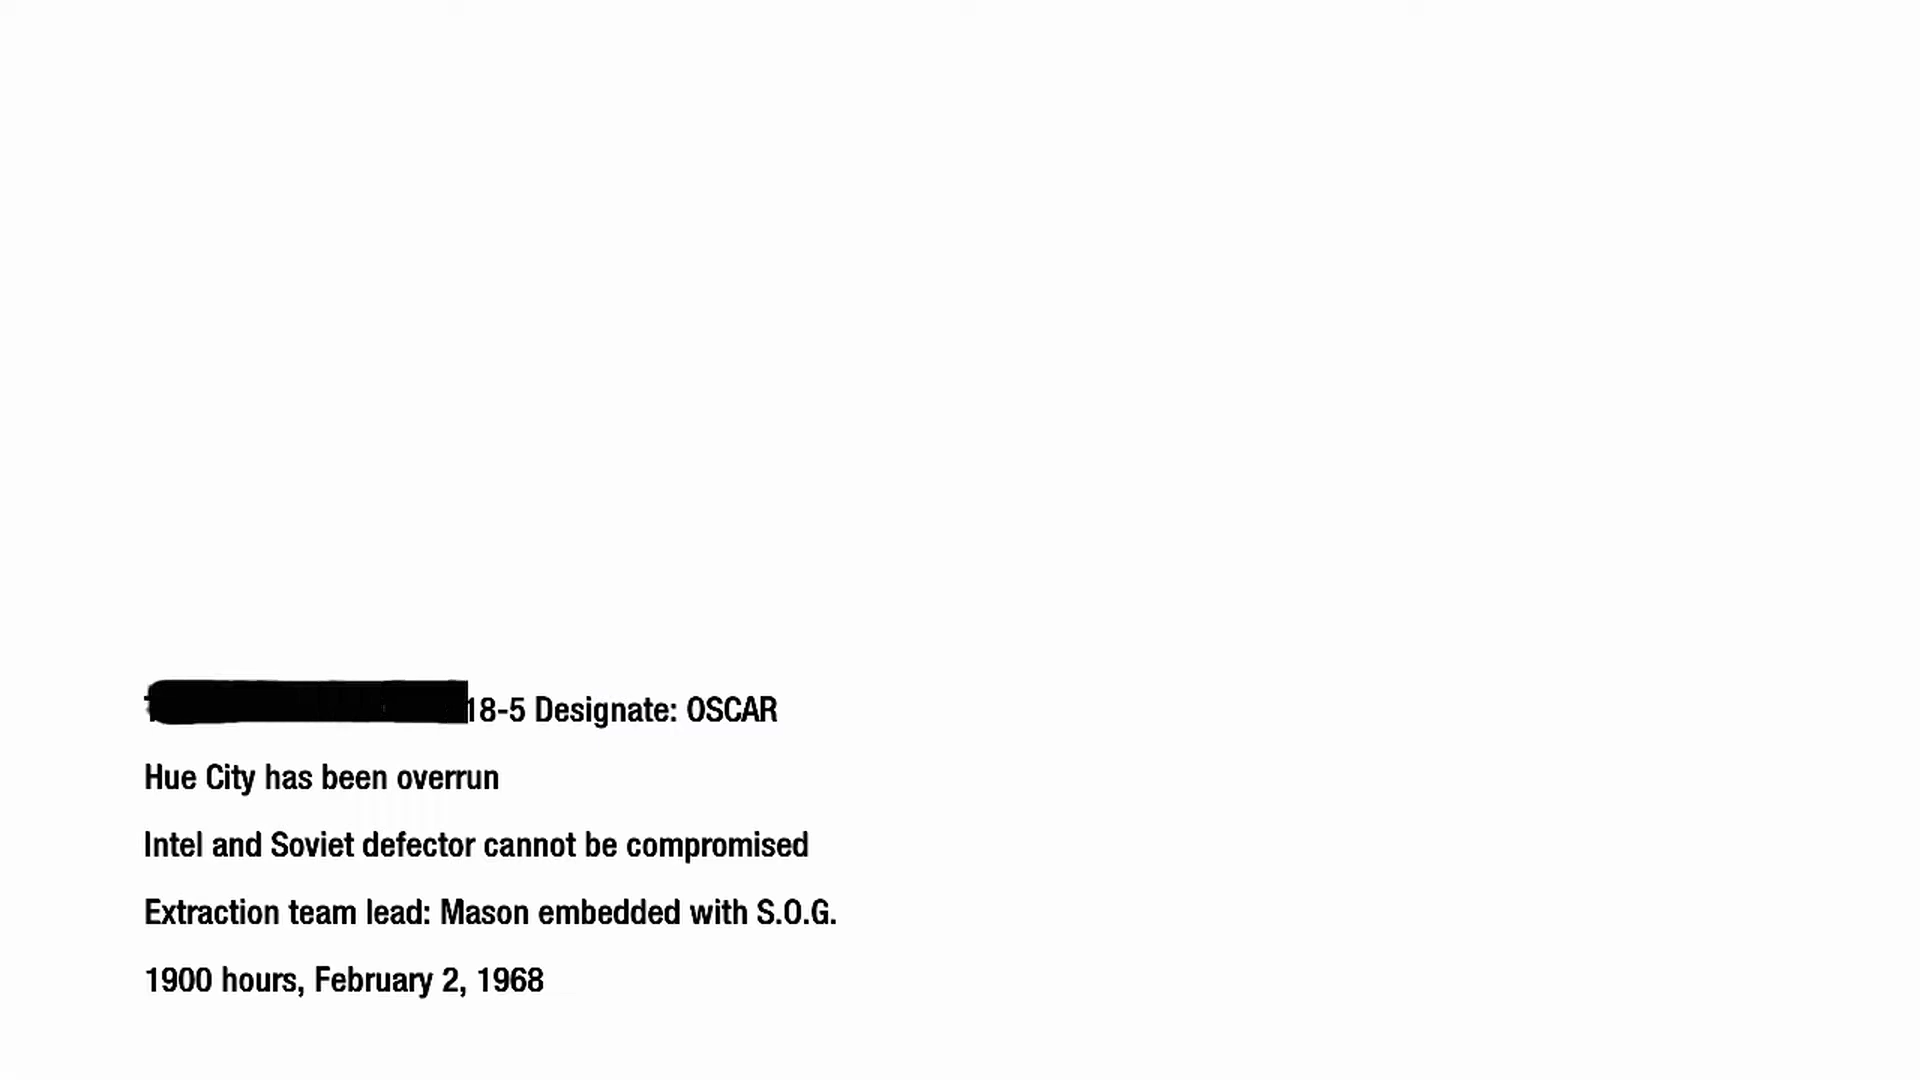 18-5 Designate: OSCAR
Hue City has been overrun
Intel and Soviet defector cannot be compromised
Extraction team lead: Mason embedded with S.O.G.
1900 hours, February 2, 1968